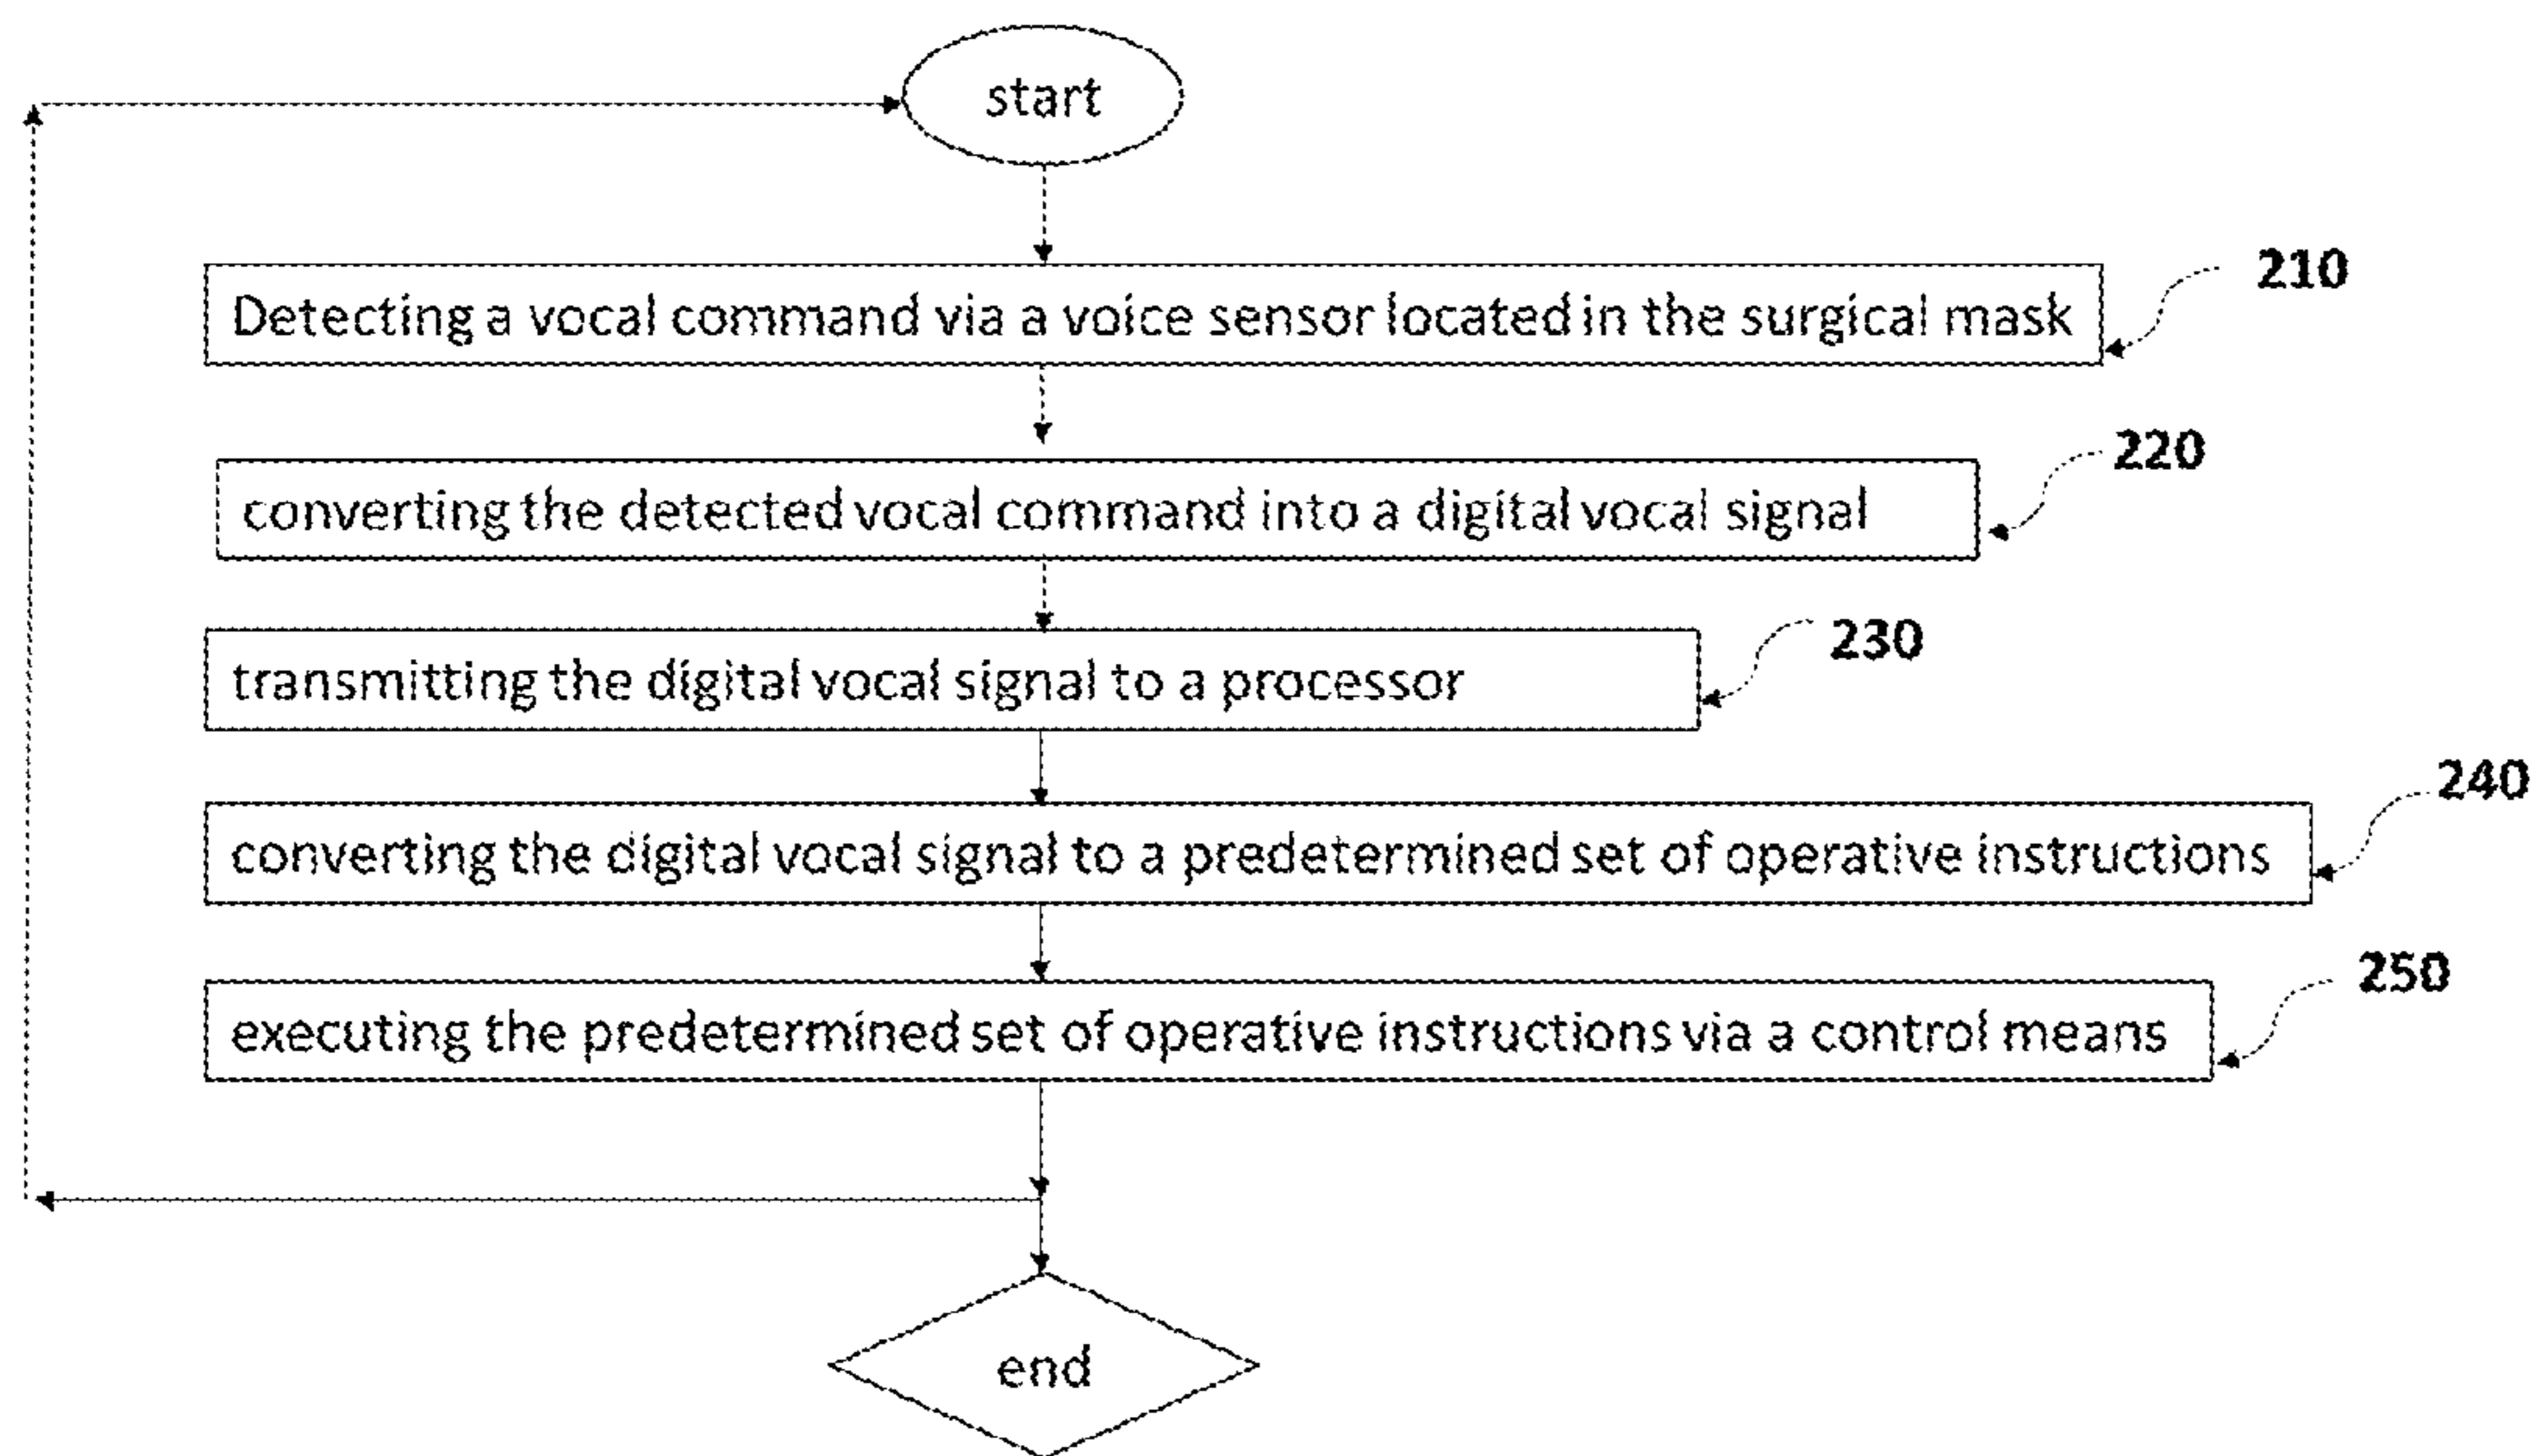 start
210
Detecting a vocal command via a voice sensor located in the surgical mask
220
converting the detected vocal command into a digital vocal signal
230
transmitting the digital vocal signal to a processor
240
converting the digital vocal signal to a predetermined set of operative instructions
250
executing the predetermined set of operative instructions via a control means
end